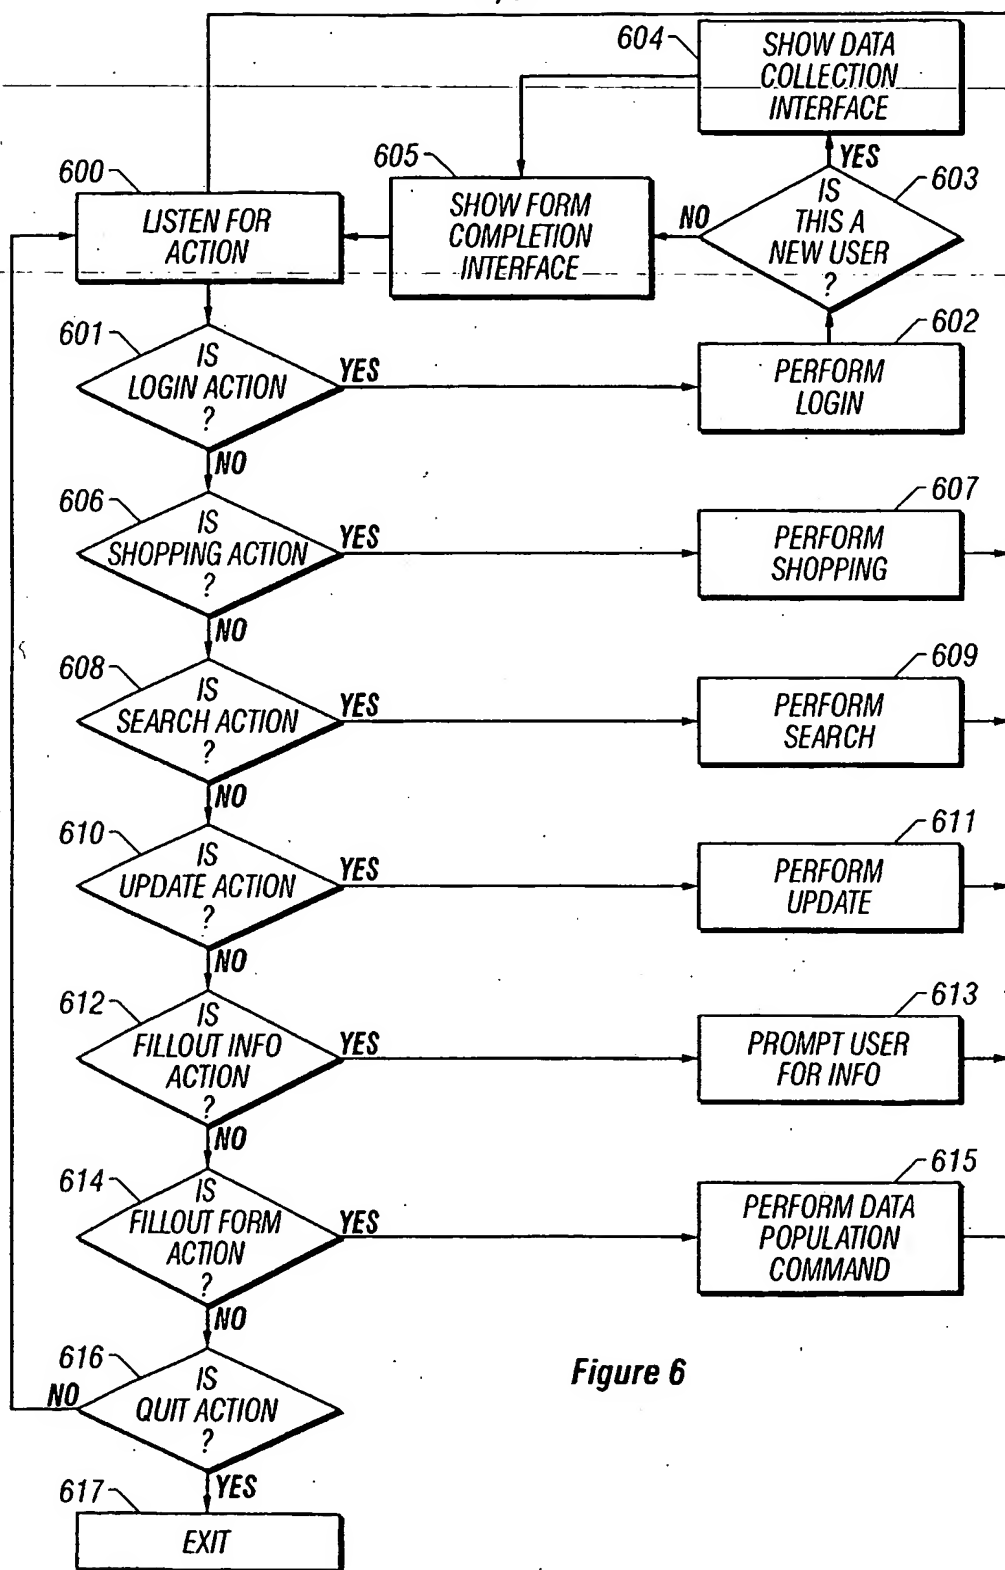 604
SHOW DATA
COLLECTION
INTERFACE
605
YES
600
603
LISTEN FOR
ACTION
SHOW FORM
COMPLETION
INTERFACE
NO
IS
THIS A
NEW USER
?
601
602
IS
LOGIN ACTION
?
YES
PERFORM
LOGIN
NO
606
607
IS
SHOPPING ACTION
?
YES
PERFORM
SHOPPING
NO
608
609
IS
SEARCH ACTION
?
YES
PERFORM
SEARCH
NO
610
611
IS
UPDATE ACTION
?
YES
PERFORM
UPDATE
NO
612
613
IS
FILLOUT INFO
ACTION
?
YES
PROMPT USER
FOR INFO
NO
614
615
IS
FILLOUT FORM
ACTION
?
YES
PERFORM DATA
POPULATION
COMMAND
NO
616
IS
QUIT ACTION
?
NO
Figure 6
YES
617
EXIT